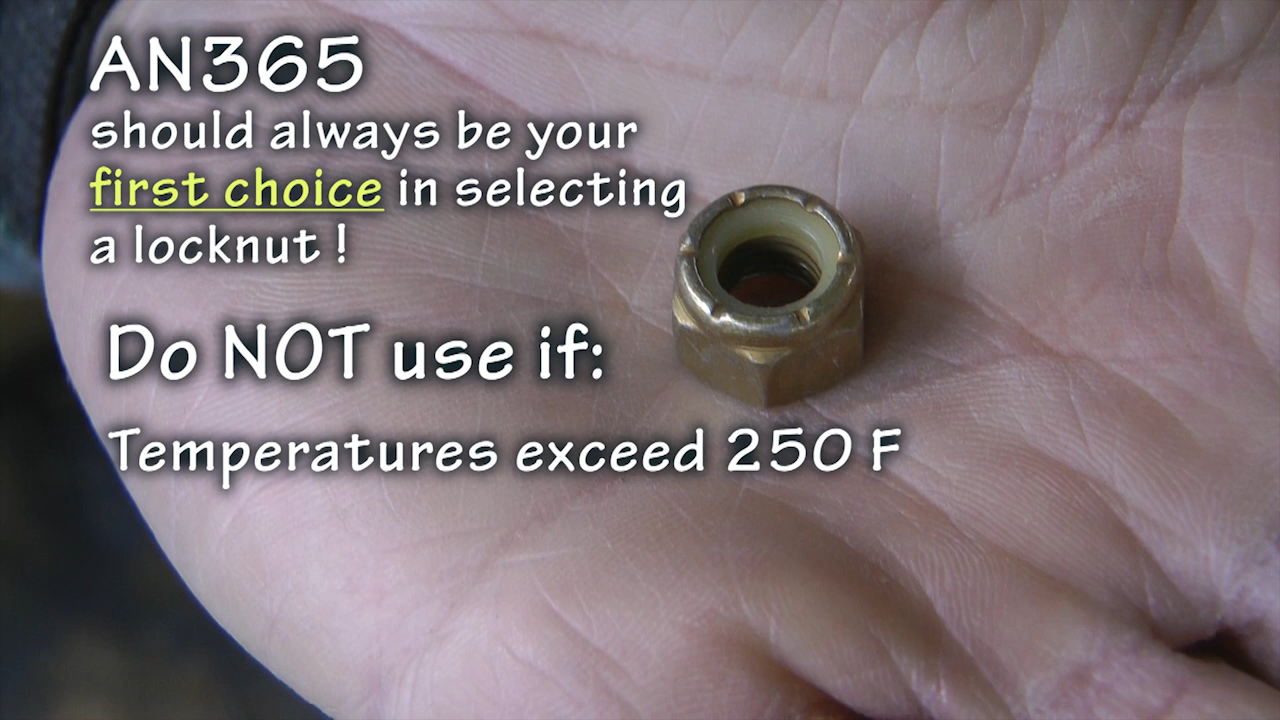 AN365
should always be your
first choice in selecting
a locknut !
Do NOT use if:
Temperatures exceed 250 F